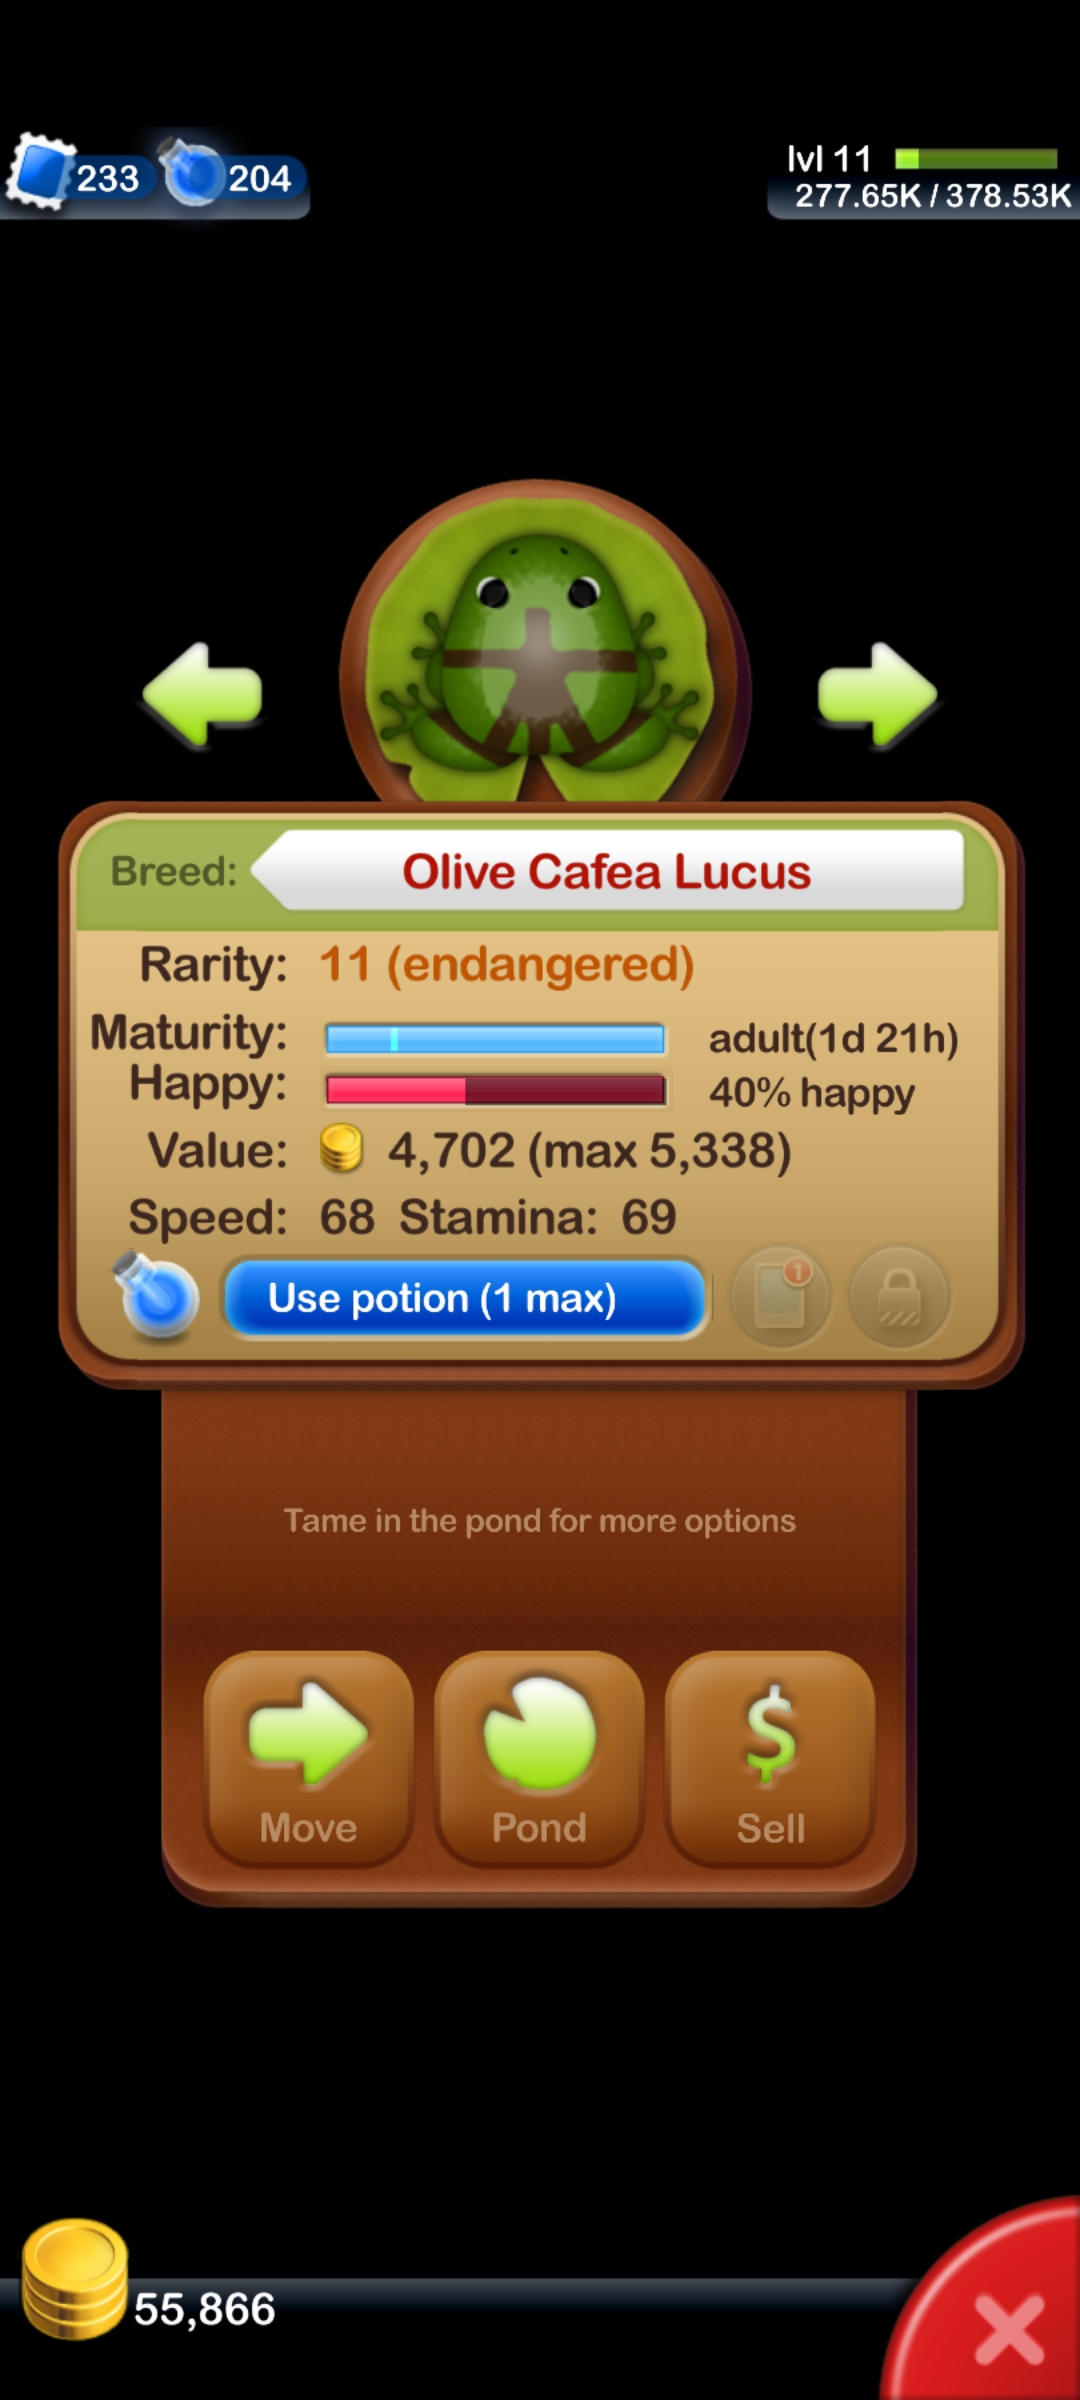 233 204
lvl 11
277.65K / 378.53K
Breed: Olive Cafea Lucus
Rarity: 11 (endangered)
Maturity: adult(1d 21h)
Happy: 40% happy
Value: 4,702 (max 5,338)
Speed: 68 Stamina: 69
Use potion (1 max)
1
Tame in the pond for more options
$
Move Pond Sell
55,866